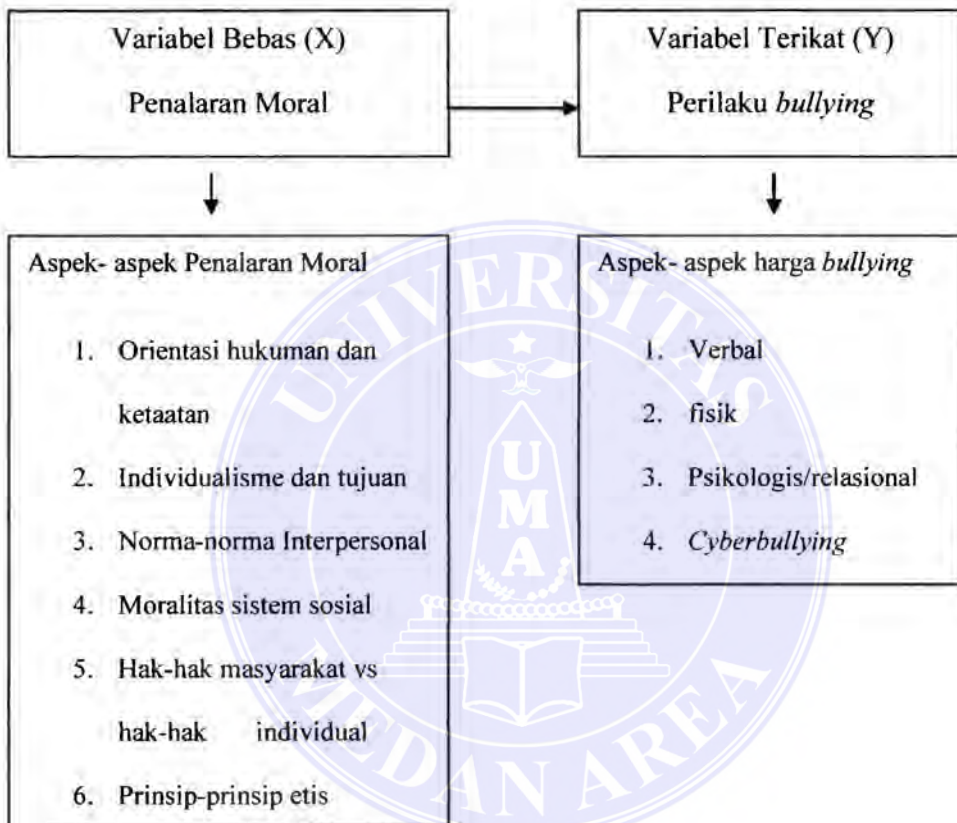 Variabel Bebas (X)
Penalaran Moral
Variabel Terikat (Y)
Perilaku bullying
Aspek- aspek Penalaran Moral
1. Orientasi hukuman dan
ketaatan
2. Individualisme dan tujuan
3. Norma-norma Interpersonal
4. Moralitas sistem sosial
5. Hak-hak masyarakat vs
hak-hak individual
6. Prinsip-prinsip etis
Aspek- aspek harga bullying
1. Verbal
2. fisik
3. Psikologis/relasional
4. Cyberbullying
UNIVERSITAS
UMA
MEDAN AREA